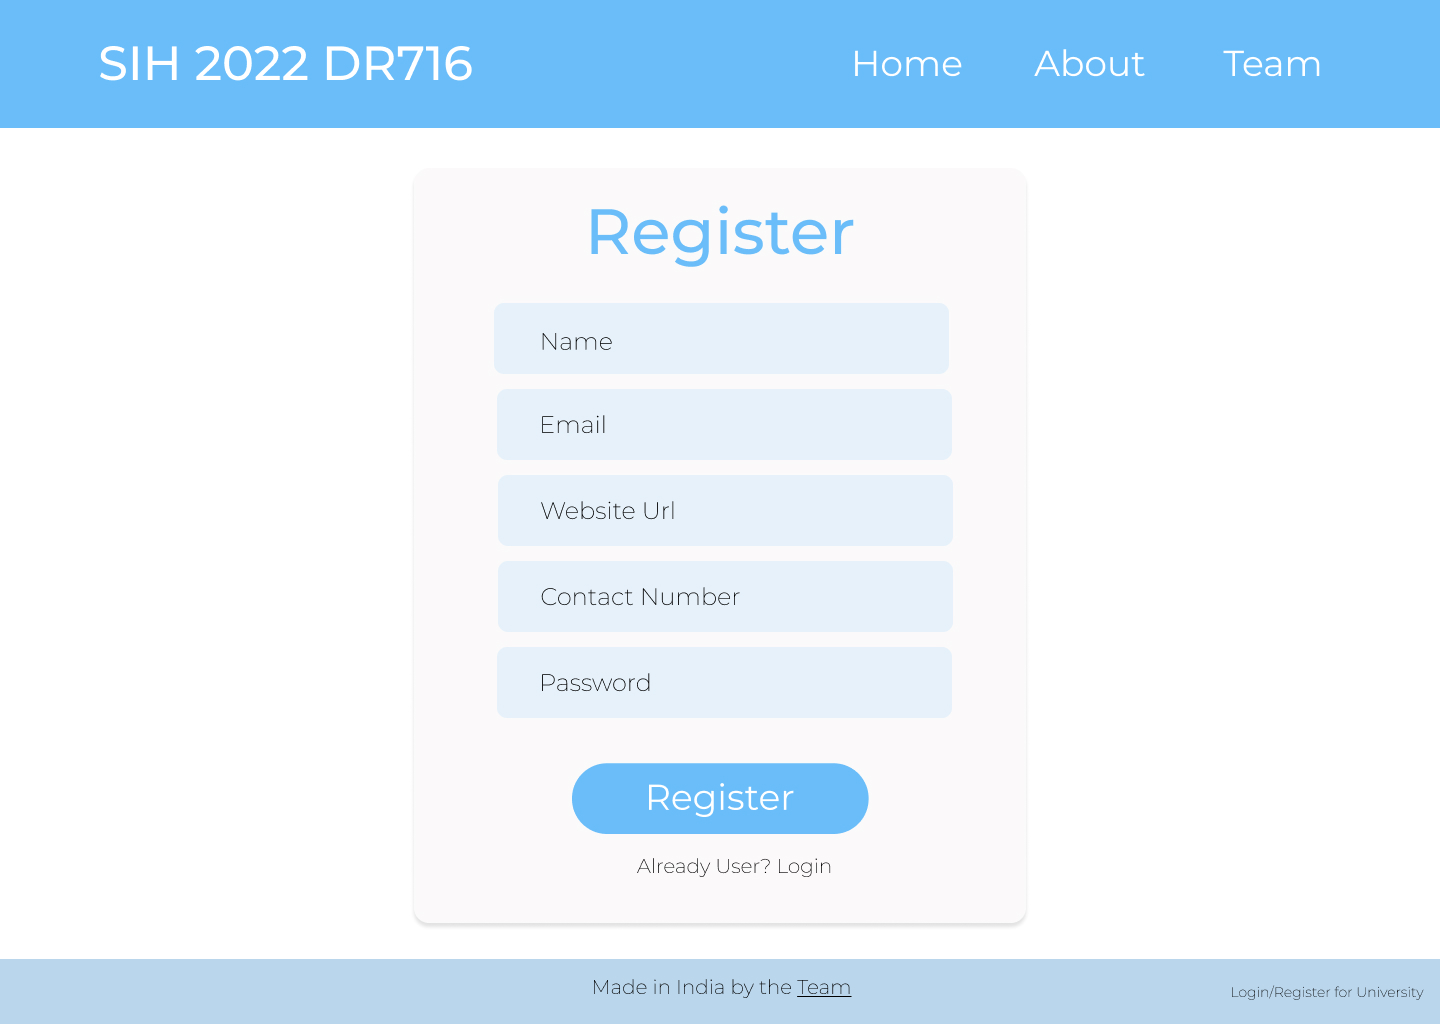 SIH 2022 DR716 Home About Team
Register
Name
Email
Website Url
Contact Number
Password
Register
Already User? Login
Made in India by the Team
Login/Register for University